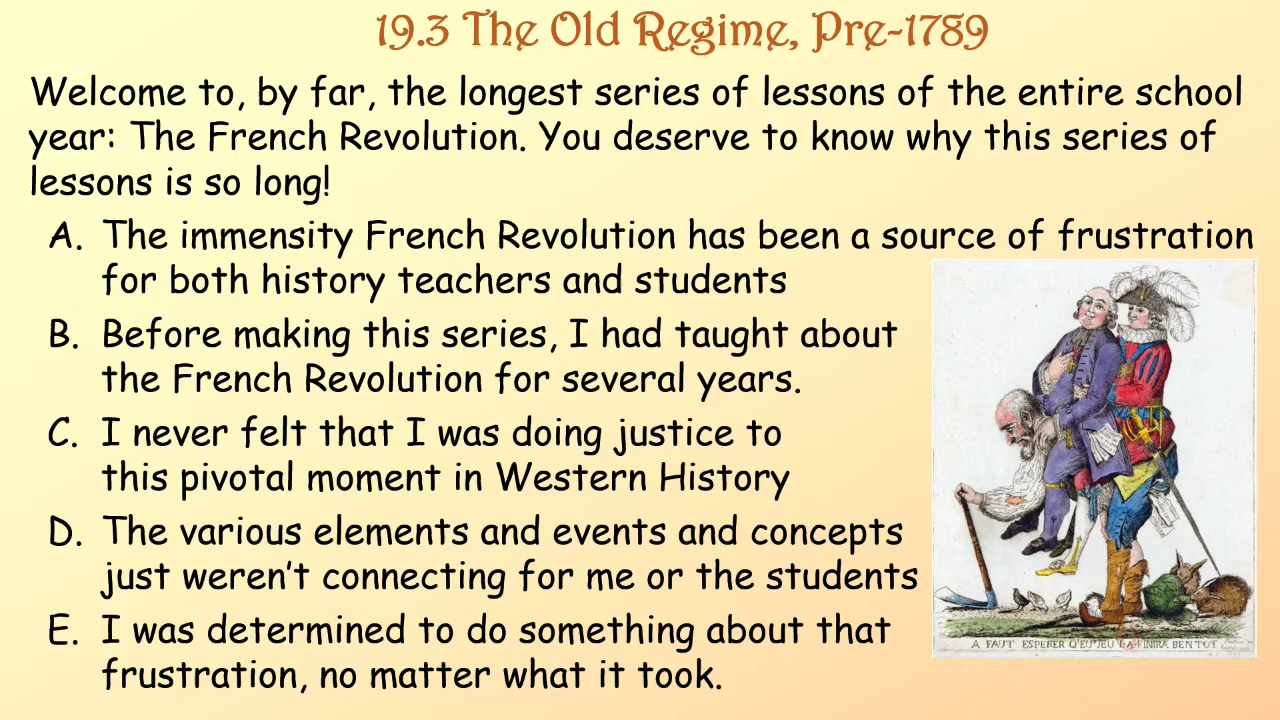 19.3 The Old Regime, Pre-1789
Welcome to, by far, the longest series of lessons of the entire school
year: The French Revolution. You deserve to know why this series of
lessons is so long!
A. The immensity French Revolution has been a source of frustration
for both history teachers and students
B. Before making this series, I had taught about
the French Revolution for several years.
C. I never felt that I was doing justice to
this pivotal moment in Western History
D. The various elements and events and concepts
just weren't connecting for me or the students
E. I was determined to do something about that
frustration, no matter what it took.
A FAUT ESPERER Q'EU'JEU LA FINIRA BEN TOT